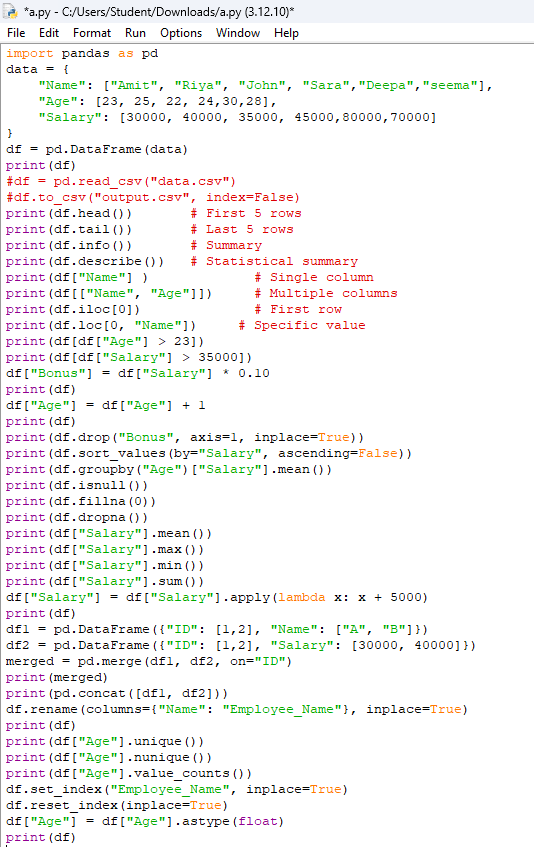 *a.py - C:/Users/Student/Downloads/a.py (3.12.10)*
File Edit Format Run Options Window Help
import pandas as pd
data = {
    "Name": ["Amit", "Riya", "John", "Sara","Deepa","seema"],
    "Age": [23, 25, 22, 24,30,28],
    "Salary": [30000, 40000, 35000, 45000,80000,70000]
}
df = pd.DataFrame(data)
print(df)
#df = pd.read_csv("data.csv")
#df.to_csv("output.csv", index=False)
print(df.head())        # First 5 rows
print(df.tail())        # Last 5 rows
print(df.info())        # Summary
print(df.describe())   # Statistical summary
print(df["Name"] )              # Single column
print(df[["Name", "Age"]])      # Multiple columns
print(df.iloc[0])               # First row
print(df.loc[0, "Name"])      # Specific value
print(df[df["Age"] > 23])
print(df[df["Salary"] > 35000])
df["Bonus"] = df["Salary"] * 0.10
print(df)
df["Age"] = df["Age"] + 1
print(df)
print(df.drop("Bonus", axis=1, inplace=True))
print(df.sort_values(by="Salary", ascending=False))
print(df.groupby("Age")["Salary"].mean())
print(df.isnull())
print(df.fillna(0))
print(df.dropna())
print(df["Salary"].mean())
print(df["Salary"].max())
print(df["Salary"].min())
print(df["Salary"].sum())
df["Salary"] = df["Salary"].apply(lambda x: x + 5000)
print(df)
df1 = pd.DataFrame({"ID": [1,2], "Name": ["A", "B"]})
df2 = pd.DataFrame({"ID": [1,2], "Salary": [30000, 40000]})
merged = pd.merge(df1, df2, on="ID")
print(merged)
print(pd.concat([df1, df2]))
df.rename(columns={"Name": "Employee_Name"}, inplace=True)
print(df)
print(df["Age"].unique())
print(df["Age"].nunique())
print(df["Age"].value_counts())
df.set_index("Employee_Name", inplace=True)
df.reset_index(inplace=True)
df["Age"] = df["Age"].astype(float)
print(df)